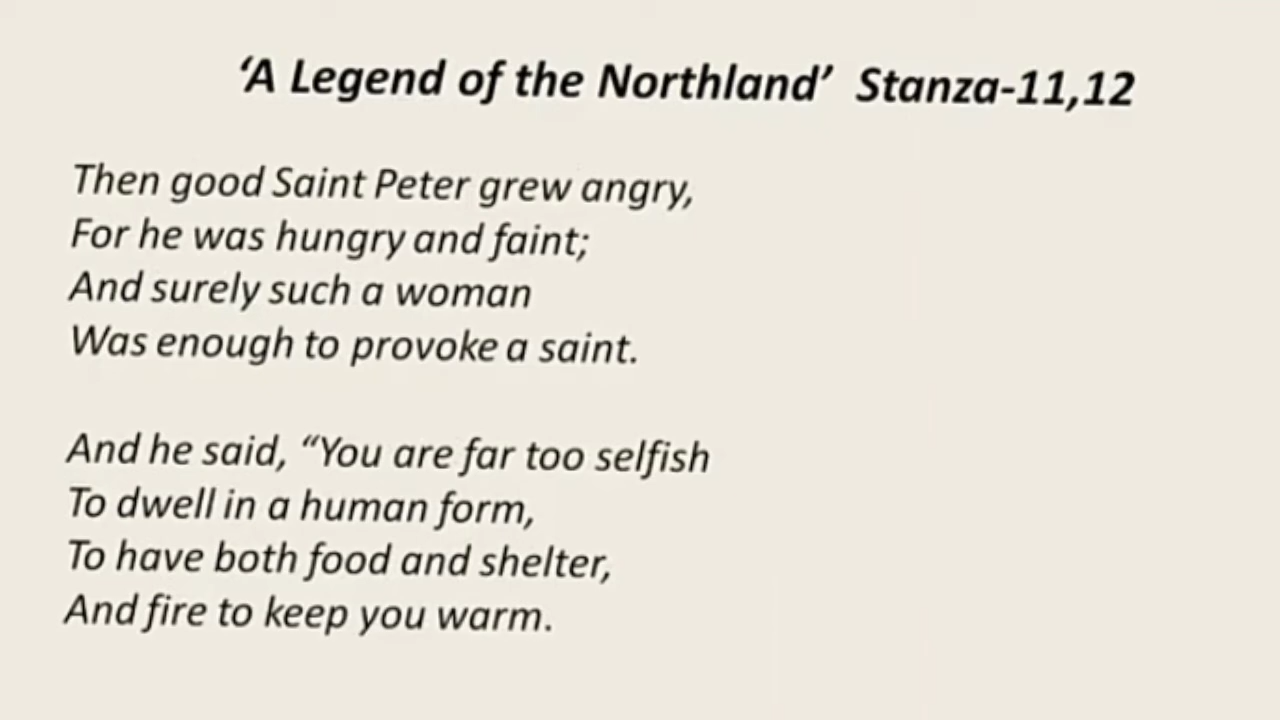 ‘A Legend of the Northland’ Stanza-11,12
Then good Saint Peter grew angry,
For he was hungry and faint;
And surely such a woman
Was enough to provoke a saint.
And he said, “You are far too selfish
To dwell in a human form,
To have both food and shelter,
And fire to keep you warm.